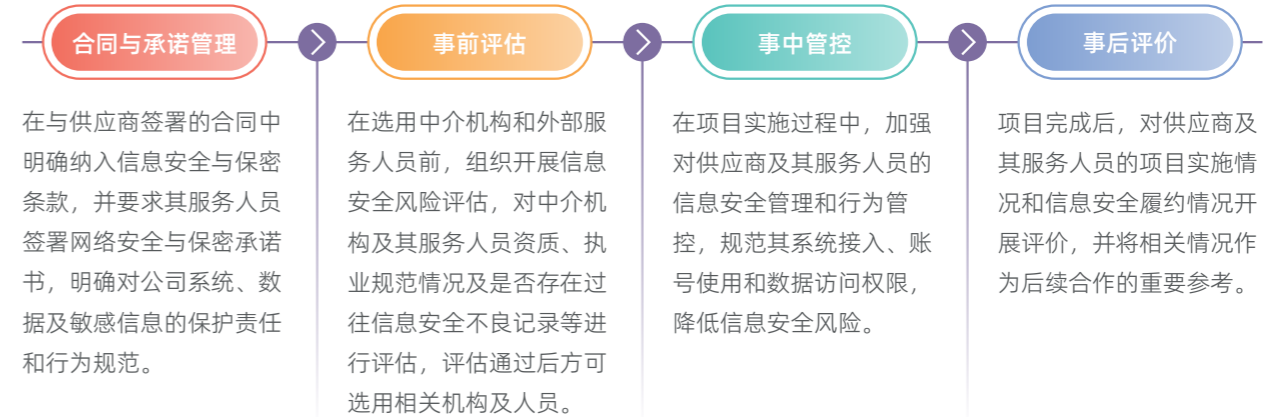 合同与承诺管理
在与供应商签署的合同中
明确纳入信息安全与保密
条款，并要求其服务人员
签署网络安全与保密承诺
书，明确对公司系统、数
据及敏感信息的保护责任
和行为规范。
事前评估
在选用中介机构和外部服
务人员前，组织开展信息
安全风险评估，对中介机
构及其服务人员资质、执
业规范情况及是否存在过
往信息安全不良记录等进
行评估，评估通过后方可
选用相关机构及人员。
事中管控
在项目实施过程中，加强
对供应商及其服务人员的
信息安全管理和行为管
控，规范其系统接入、账
号使用和数据访问权限，
降低信息安全风险。
事后评价
项目完成后，对供应商及
其服务人员的项目实施情
况和信息安全履约情况开
展评价，并将相关情况作
为后续合作的重要参考。